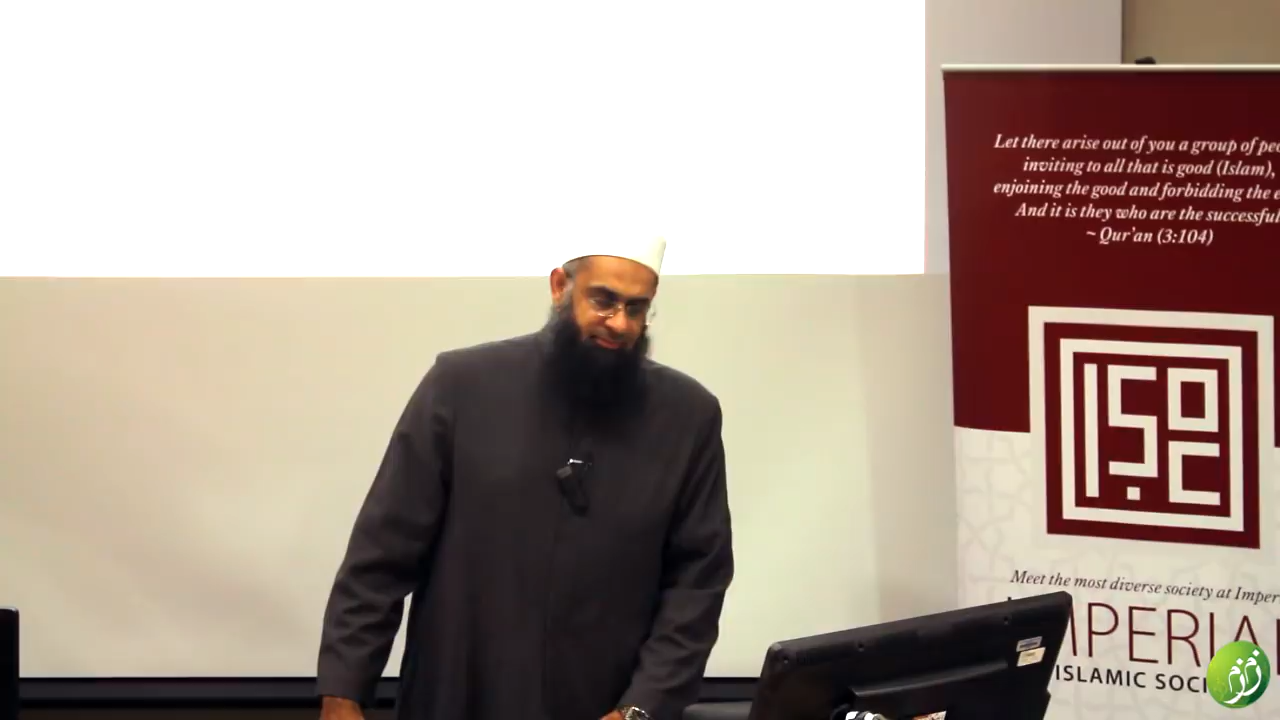 Let there arise out of you a group of peo
inviting to all that is good (Islam),
enjoining the good and forbidding the e
And it is they who are the successful
~ Qur'an (3:104)
ISOC
Meet the most diverse society at Imper
IMPERIA
ISLAMIC SOCI